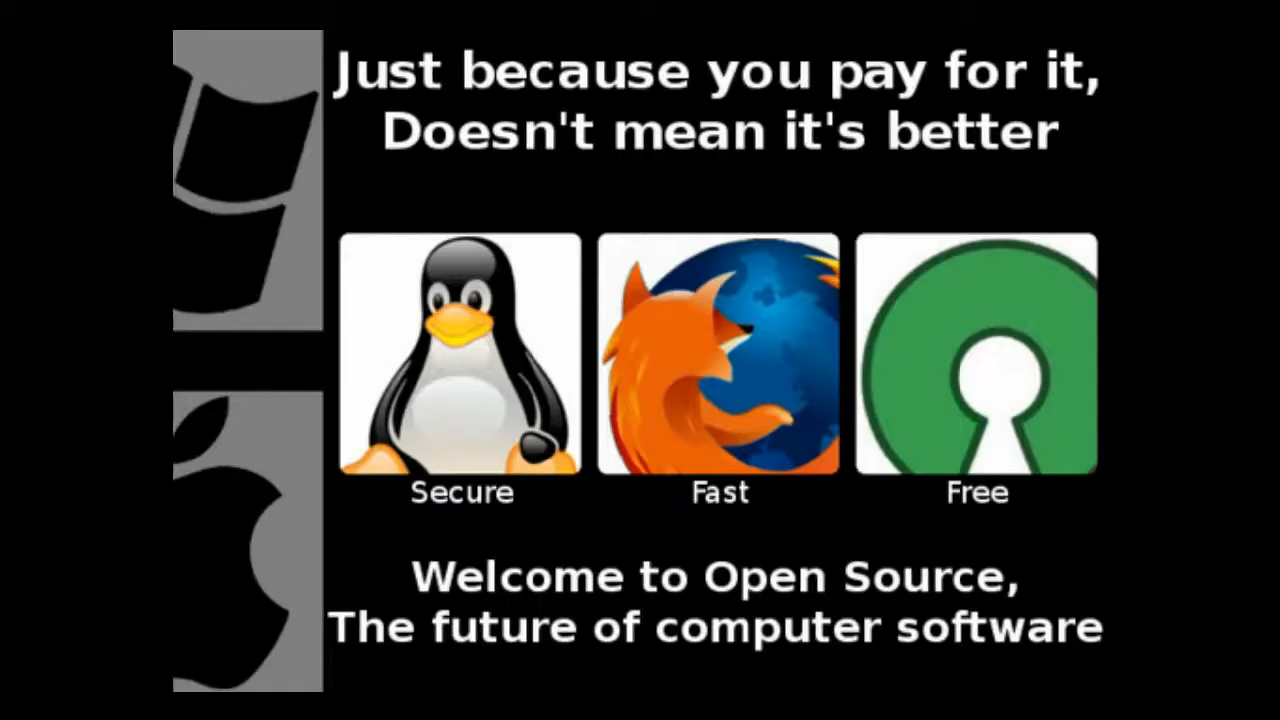 Just because you pay for it,
Doesn't mean it's better
Secure
Fast
Free
Welcome to Open Source,
The future of computer software